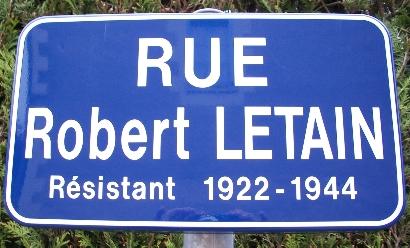 RUE
Robert LETAIN
Résistant 1922-1944